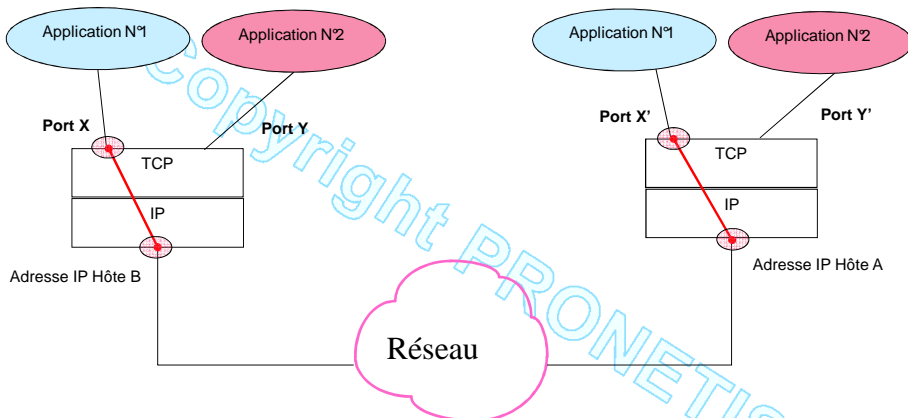 Application N°1
Application N°2
Application N°1
Application N°2
Port X
Port Y
Port X'
Port Y'
TCP
TCP
IP
IP
Adresse IP Hôte B
Adresse IP Hôte A
Réseau
Copyright PRONETIS